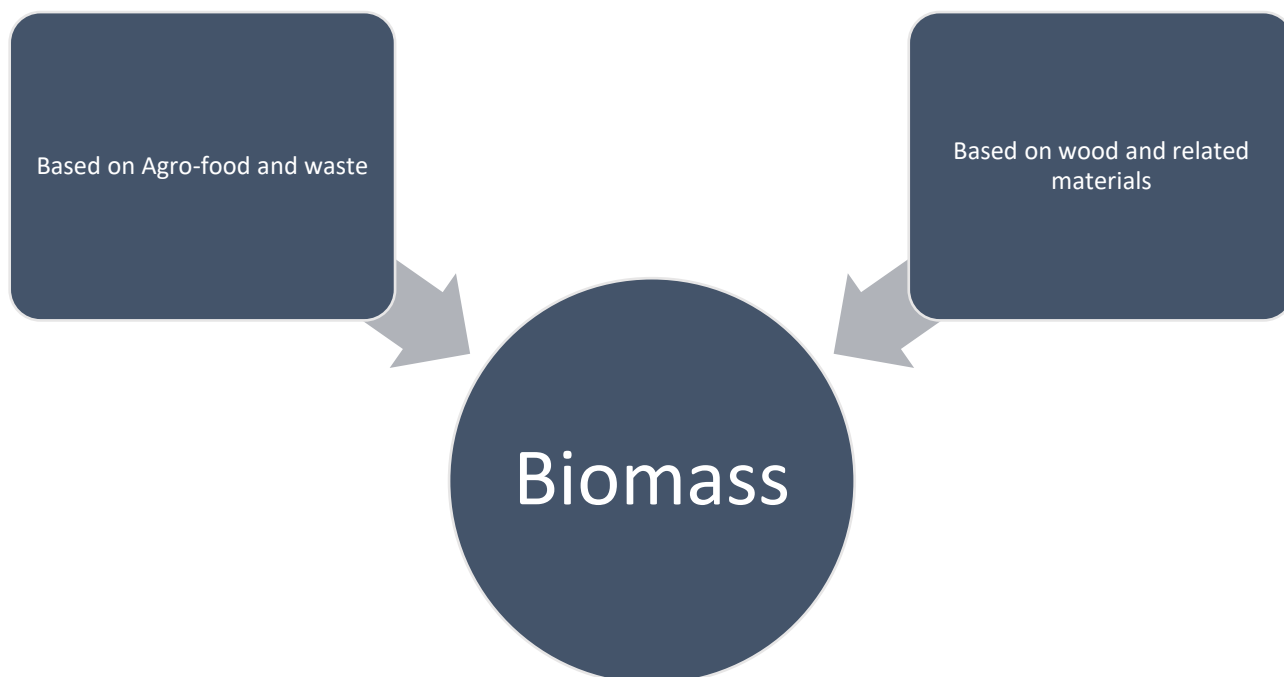 Based on Agro-food and waste
Based on wood and related
materials
Biomass